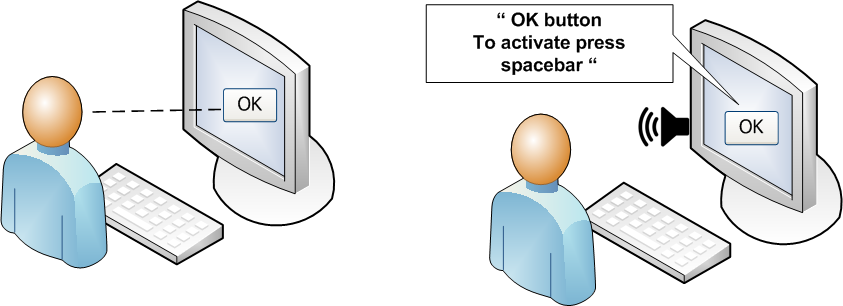 OK
“ OK button
To activate press
spacebar “
OK